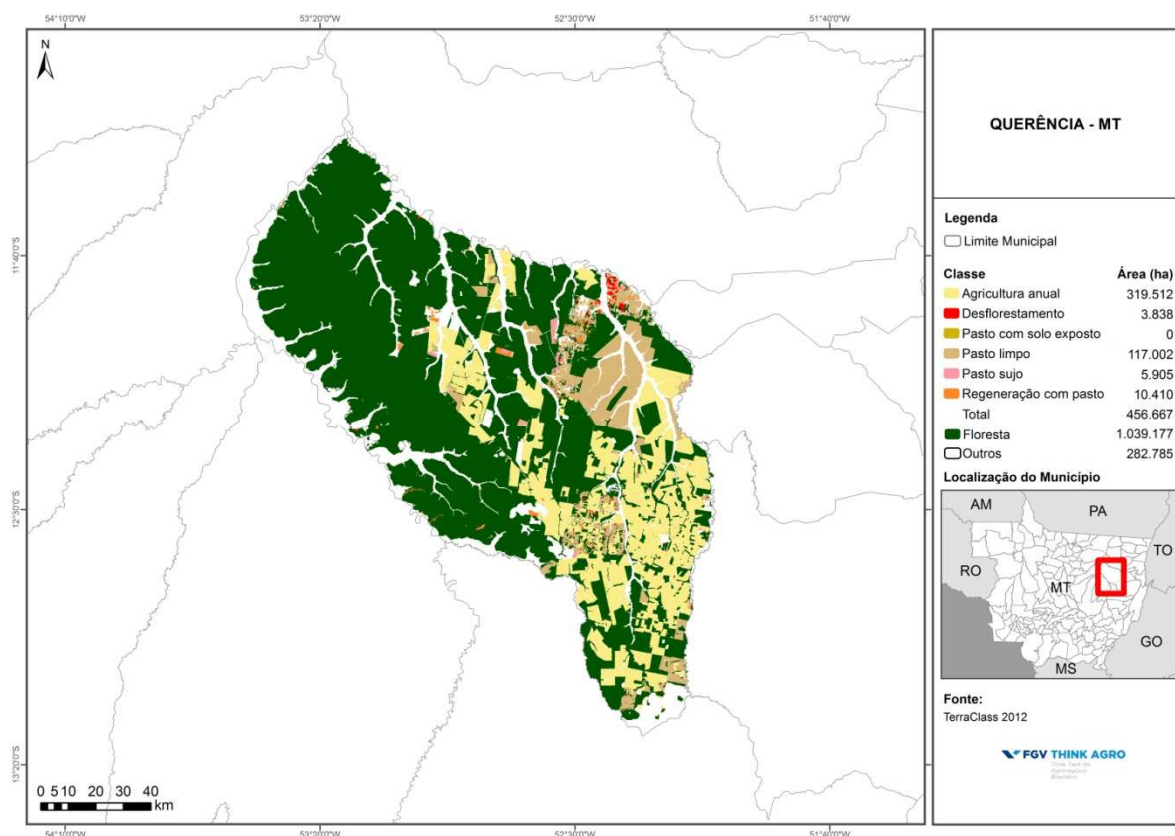 54°10'0"W
53°20'0"W
52°30'0"W
51°40'0"W
N
11°40'0"S
12°30'0"S
13°20'0"S
0 5 10 20 30 40
km
54°10'0"W
53°20'0"W
52°30'0"W
51°40'0"W
QUERÊNCIA - MT
Legenda
Limite Municipal
Classe Área (ha)
Agricultura anual 319.512
Desflorestamento 3.838
Pasto com solo exposto 0
Pasto limpo 117.002
Pasto sujo 5.905
Regeneração com pasto 10.410
Total 456.667
Floresta 1.039.177
Outros 282.785
Localização do Município
AM
PA
RO
MT
TO
GO
MS
Fonte:
TerraClass 2012
FGV THINK AGRO
Think Tank do
Agronegócio
Brasileiro